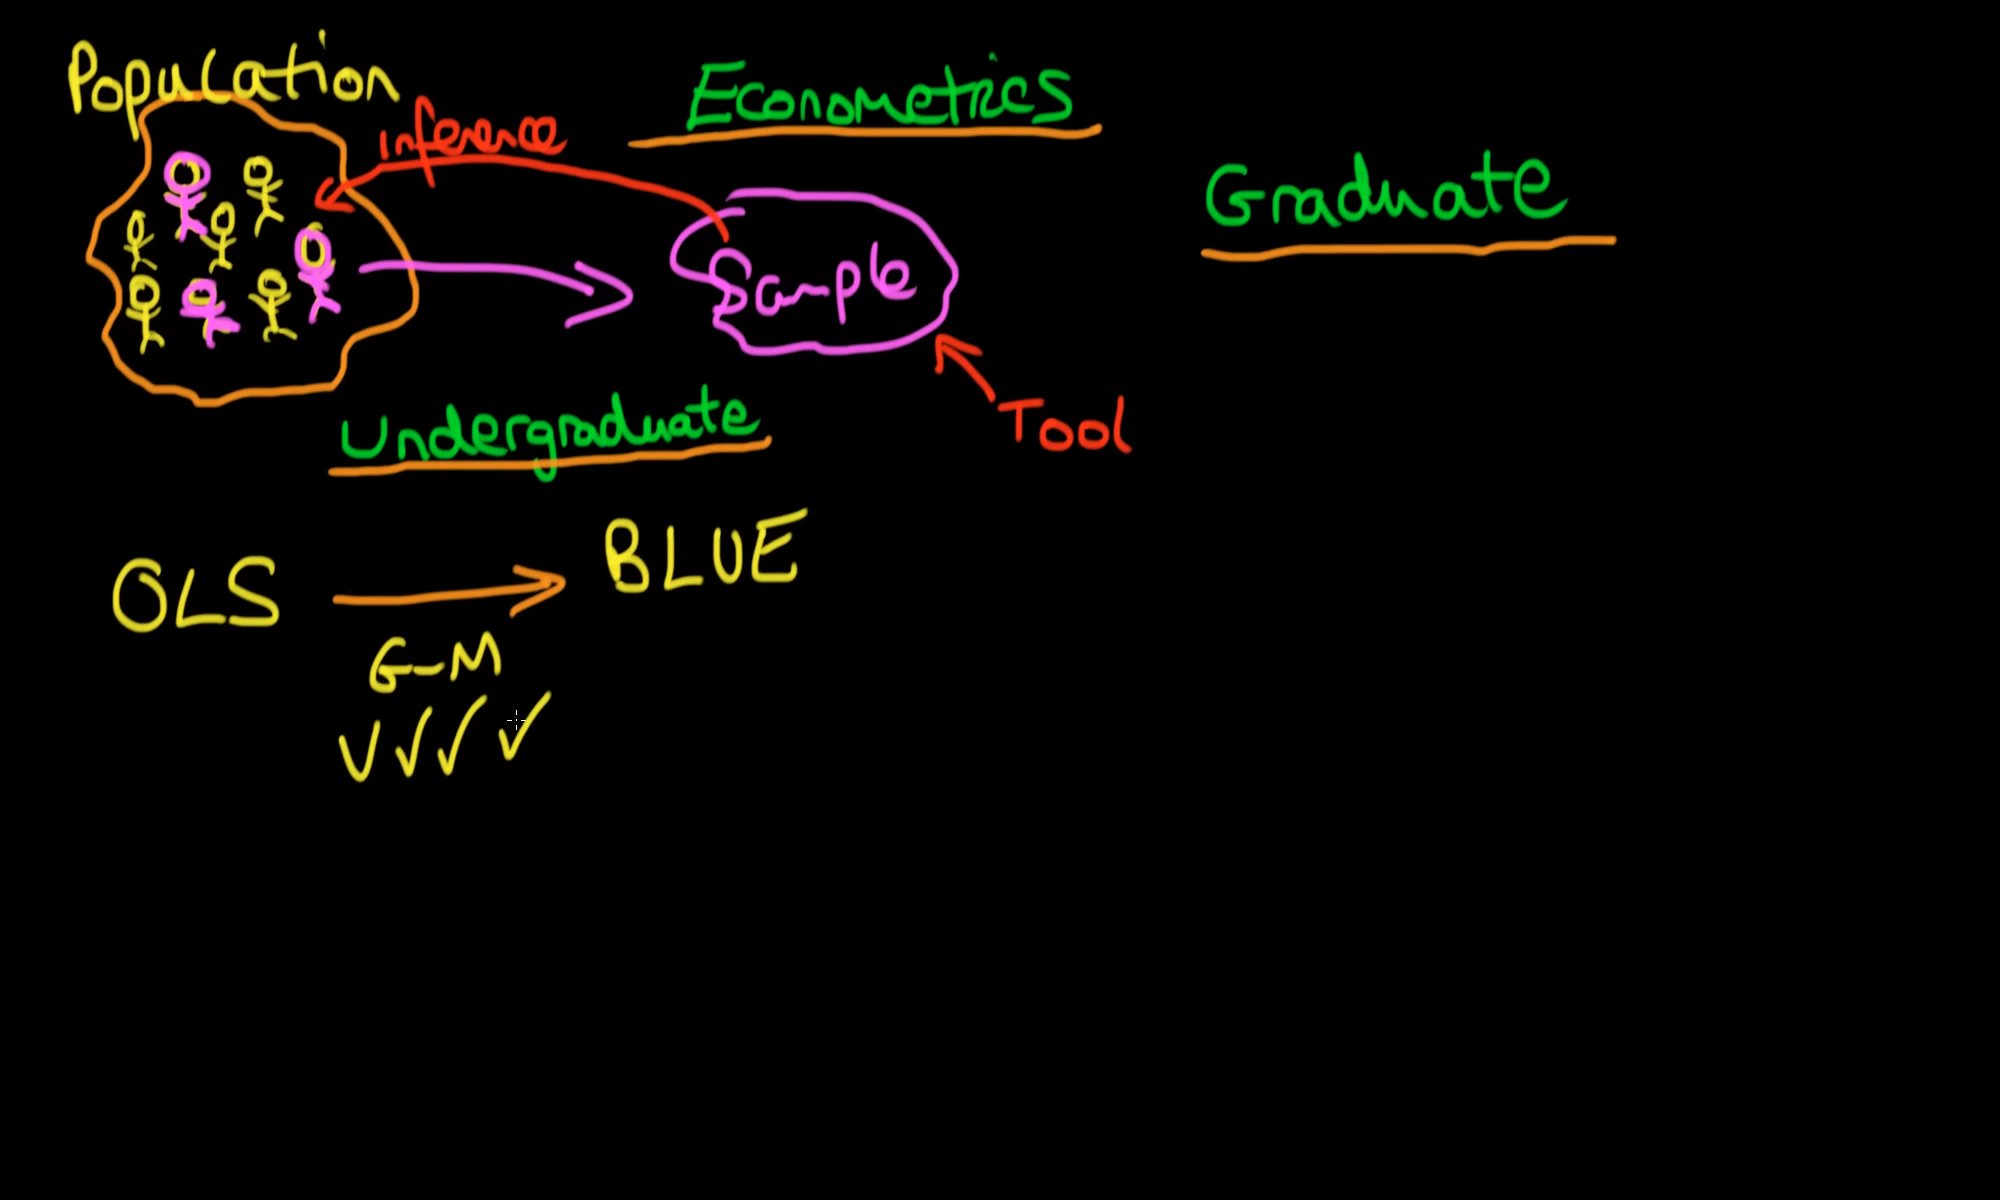 Population
Econometrics
inference
Graduate
Sample
Tool
Undergraduate
OLS
BLUE
G-M